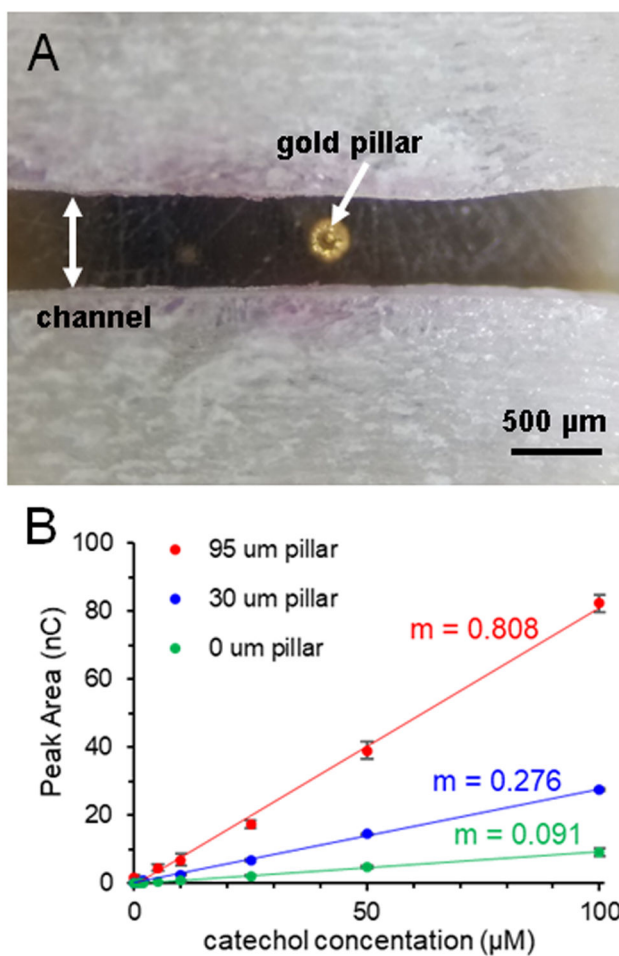 A
gold pillar
channel
500 µm
B
95 um pillar
30 um pillar
0 um pillar
m = 0.808
m = 0.276
m = 0.091
Peak Area (nC)
100
80
60
40
20
0
0
50
100
catechol concentation (µM)